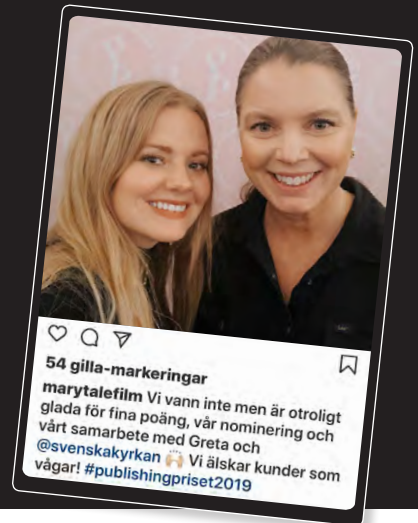 54 gilla-markeringar
marytalefilm Vi vann inte men är otroligt
glada för fina poäng, vår nominering och
vårt samarbete med Greta och
@svenskakyrkan 🙌🏼 Vi älskar kunder som
vågar! #publishingpriset2019